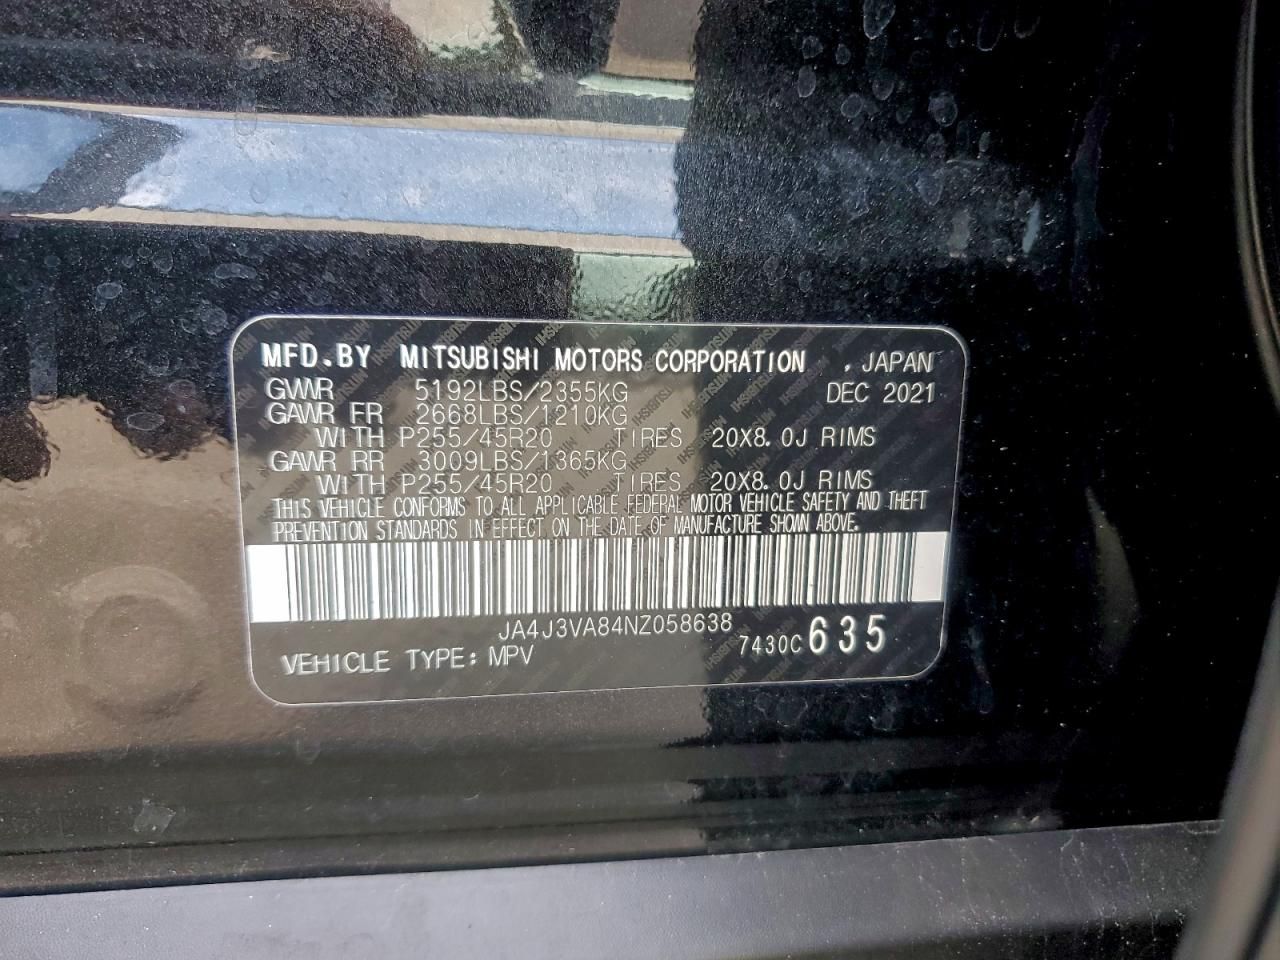 MFD.BY MITSUBISHI MOTORS CORPORATION , JAPAN
GVWR 5192LBS/2355KG DEC 2021
GAWR FR 2668LBS/1210KG
WITH P255/45R20 TIRES 20X8.0J RIMS
GAWR RR 3009LBS/1365KG
WITH P255/45R20 TIRES 20X8.0J RIMS
THIS VEHICLE CONFORMS TO ALL APPLICABLE FEDERAL MOTOR VEHICLE SAFETY AND THEFT
PREVENTION STANDARDS IN EFFECT ON THE DATE OF MANUFACTURE SHOWN ABOVE.
JA4J3VA84NZ058638
7430C635
VEHICLE TYPE: MPV